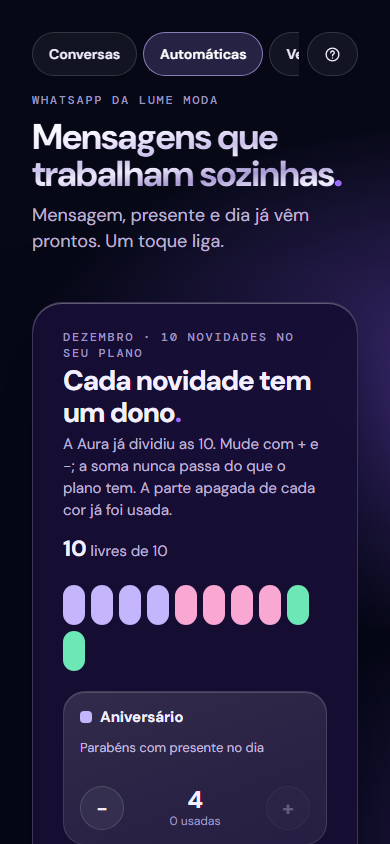 Conversas
Automáticas
Ve
?
WHATSAPP DA LUME MODA
Mensagens que
trabalham sozinhas.
Mensagem, presente e dia já vêm
prontos. Um toque liga.
DEZEMBRO · 10 NOVIDADES NO
SEU PLANO
Cada novidade tem
um dono.
A Aura já dividiu as 10. Mude com + e
−; a soma nunca passa do que o
plano tem. A parte apagada de cada
cor já foi usada.
10 livres de 10
Aniversário
Parabéns com presente no dia
− 4 +
0 usadas